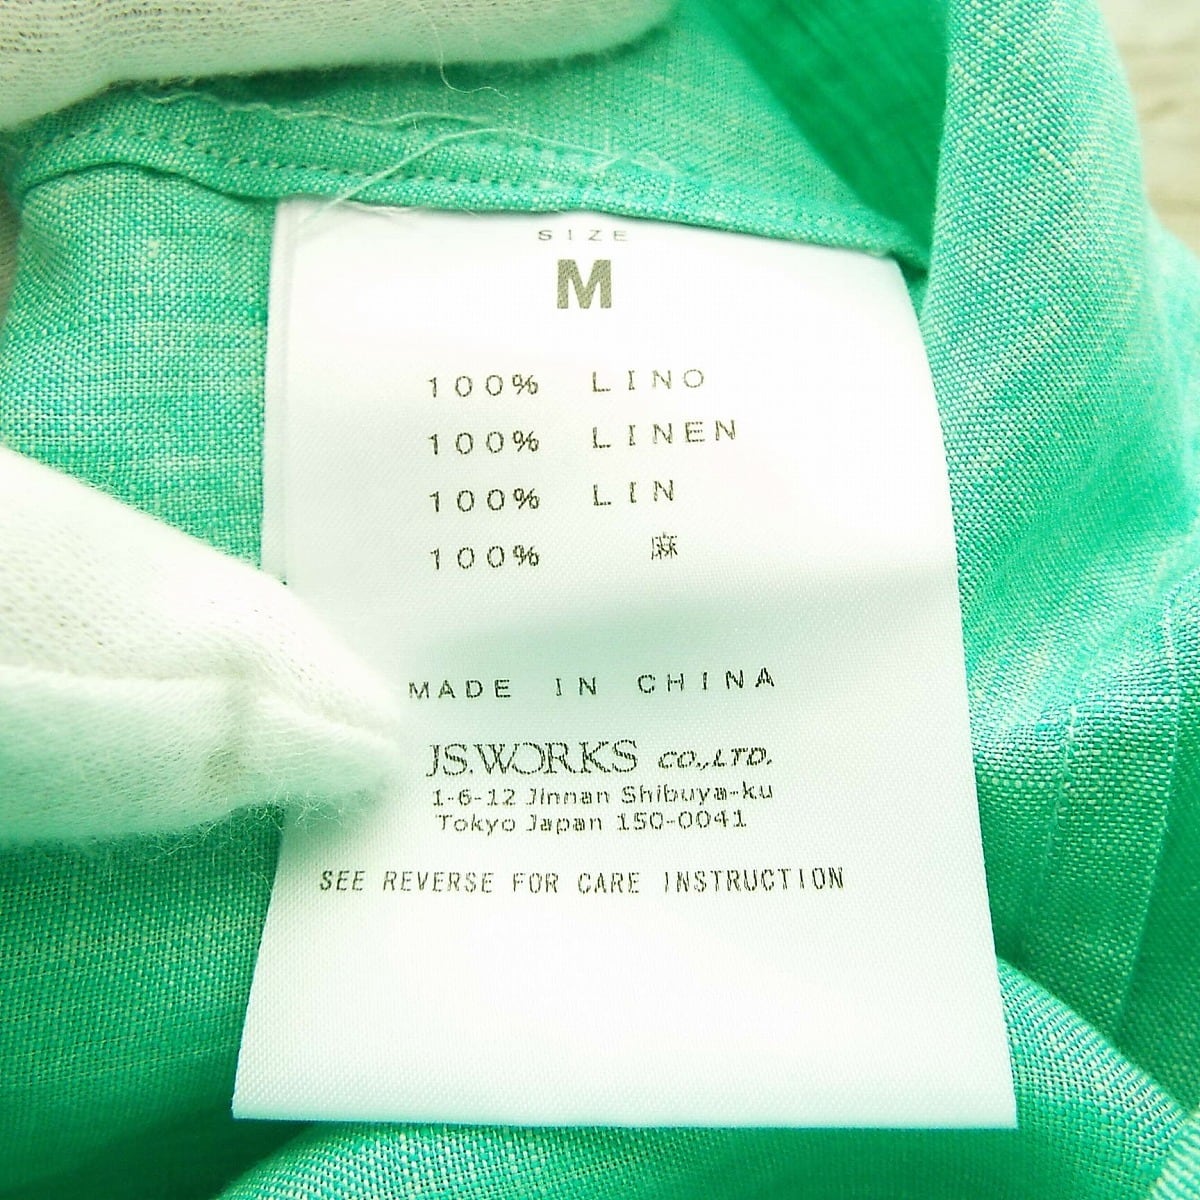 SIZE
M
100% LINO
100% LINEN
100% LIN
100% 麻
MADE IN CHINA
JS.WORKS CO.,LTD.
1-6-12 Jinnan Shibuya-ku
Tokyo Japan 150-0041
SEE REVERSE FOR CARE INSTRUCTION